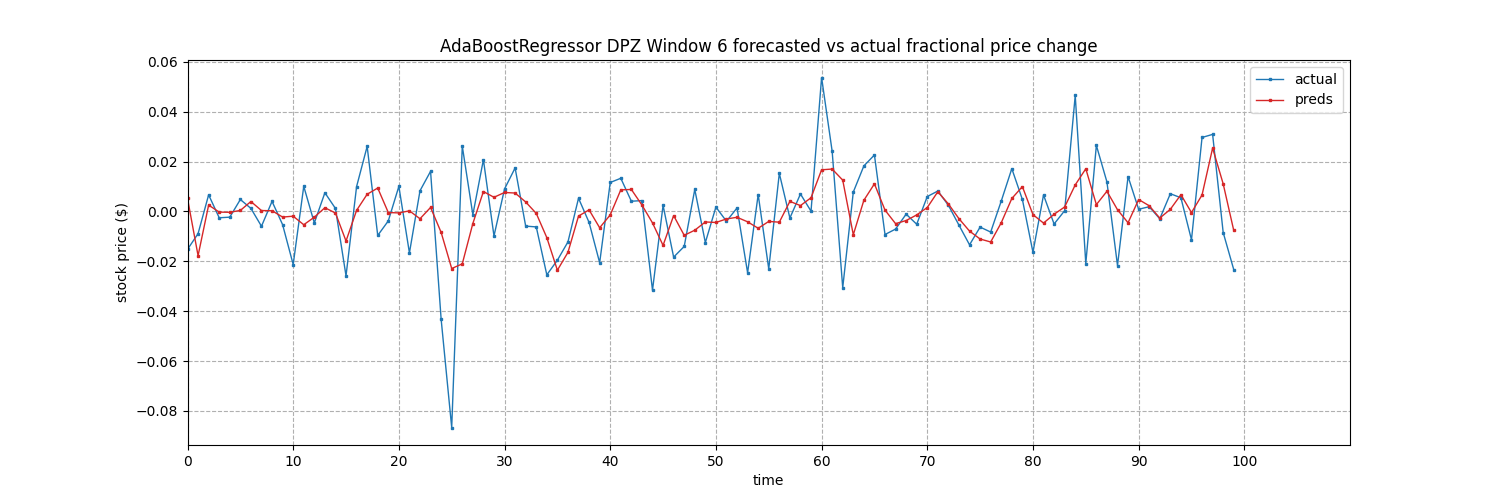 AdaBoostRegressor DPZ Window 6 forecasted vs actual fractional price change
0.06
0.04
0.02
0.00
−0.02
−0.04
−0.06
−0.08
stock price ($)
actual
preds
0 10 20 30 40 50 60 70 80 90 100
time